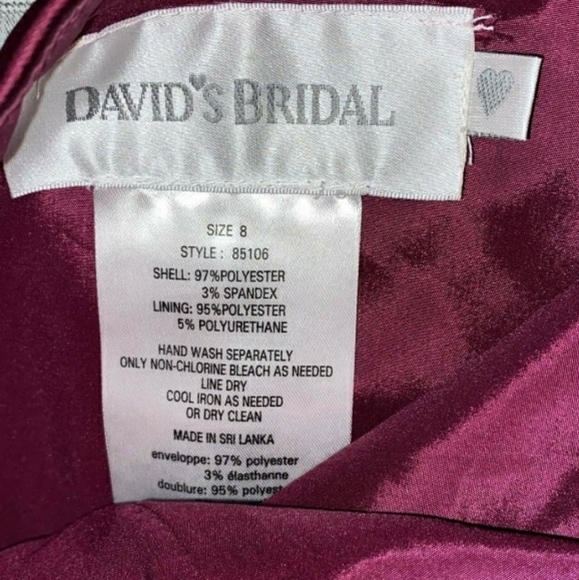 DAVID'S BRIDAL
SIZE 8
STYLE: 85106
SHELL: 97%POLYESTER
3% SPANDEX
LINING: 95%POLYESTER
5% POLYURETHANE
HAND WASH SEPARATELY
ONLY NON-CHLORINE BLEACH AS NEEDED
LINE DRY
COOL IRON AS NEEDED
OR DRY CLEAN
MADE IN SRI LANKA
enveloppe: 97% polyester
3% élasthanne
doublure: 95%